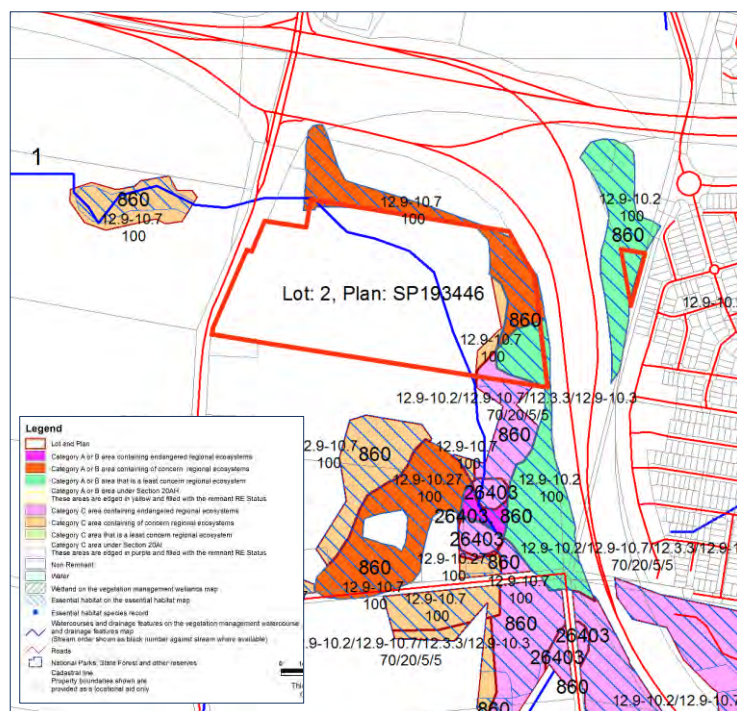 1
860
12.9-10.7
100
12.9-10.7
100
12.9-10.2
100
860
Lot: 2, Plan: SP193446
860
12.9-10.7
100
12.9-10.2/12.9-10.7/12.3.3/12.9-10.3
70/20/5/5
860
12.9-10.7
100
860
12.9-10.7
100
12.9-10.27
100
12.9-10.2
100
26403
26403
860
26403
12.9-10.27
100
860
860
12.9-10.7
100
12.9-10.7
100
12.9-10.7
100
12.9-10.2/12.9-10.7/12.3.3/12.9-10.3
70/20/5/5
860
26403
26403
860
860
12.9-10.2/12.9-10.7
70/20/5/5
Legend
Lot and Plan
Category A or B area containing endangered regional ecosystems
Category A or B area containing of concern regional ecosystems
Category A or B area that is a least concern regional ecosystem
Category A or B area under Section 20AH
These areas are edged in yellow and filled with the remnant RE Status
Category C area containing endangered regional ecosystems
Category C area containing of concern regional ecosystems
Category C area that is a least concern regional ecosystem
Category C area under Section 20AI
These areas are edged in purple and filled with the remnant RE Status
Non Remnant
Water
Wetland on the vegetation management wetlands map
Essential habitat on the essential habitat map
Essential habitat species record
Watercourses and drainage features on the vegetation management watercourse
and drainage features map
(Stream order shown as black number against stream where available)
Roads
National Parks, State Forest and other reserves
Cadastral line
Property boundaries shown are
provided as a locational aid only